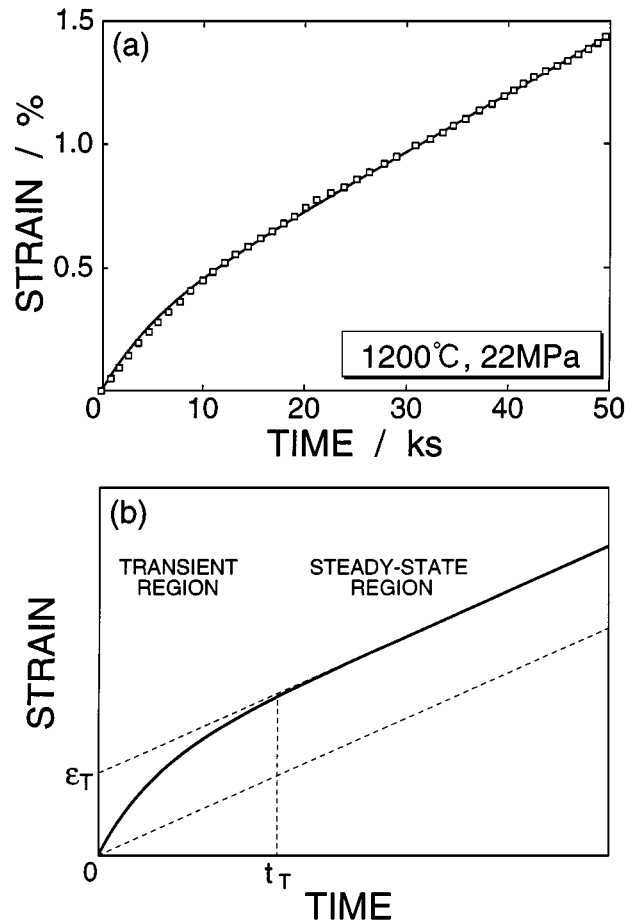 (a)
STRAIN / %
1.5
1.0
0.5
0
10
20
30
40
50
1200℃, 22MPa
TIME / ks
(b)
TRANSIENT
REGION
STEADY-STATE
REGION
STRAIN
εT
0
tT
TIME